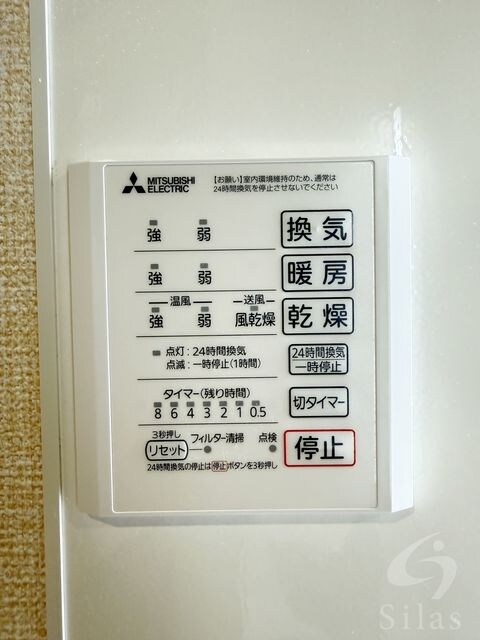 MITSUBISHI
ELECTRIC
【お願い】室内環境維持のため、通常は
24時間換気を停止させないでください
強 弱 換気
強 弱 暖房
温風 送風
強 弱 風乾燥 乾燥
点灯:24時間換気
点滅:一時停止(1時間)
24時間換気
一時停止
タイマー(残り時間)
8 6 4 3 2 1 0.5
切タイマー
3秒押し
リセット フィルター清掃 点検
停止
24時間換気の停止は停止ボタンを3秒押し
Silas